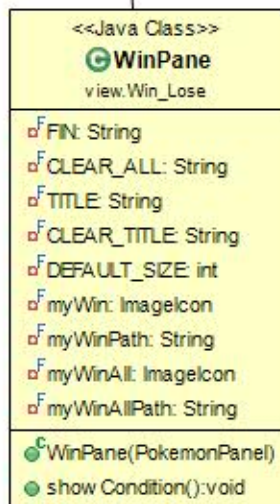 <<Java Class>>
C WinPane
view.Win_Lose
F FIN: String
F CLEAR_ALL: String
F TITLE: String
F CLEAR_TITLE: String
F DEFAULT_SIZE: int
F myWin: ImageIcon
F myWinPath: String
F myWinAll: ImageIcon
F myWinAllPath: String
C WinPane(PokemonPanel)
show Condition():void